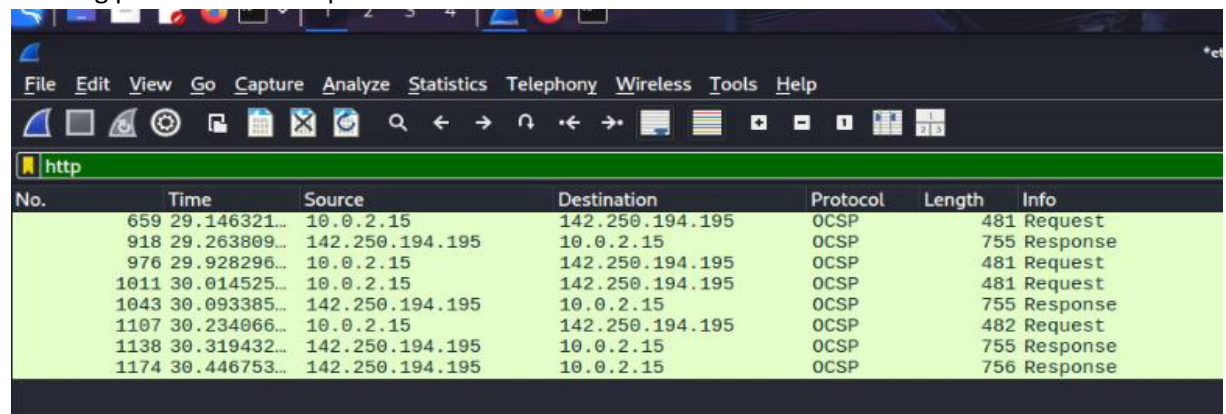 1 2 3 4
*et
File Edit View Go Capture Analyze Statistics Telephony Wireless Tools Help
http
No. Time Source Destination Protocol Length Info
659 29.146321… 10.0.2.15 142.250.194.195 OCSP 481 Request
918 29.263809… 142.250.194.195 10.0.2.15 OCSP 755 Response
976 29.928296… 10.0.2.15 142.250.194.195 OCSP 481 Request
1011 30.014525… 10.0.2.15 142.250.194.195 OCSP 481 Request
1043 30.093385… 142.250.194.195 10.0.2.15 OCSP 755 Response
1107 30.234066… 10.0.2.15 142.250.194.195 OCSP 482 Request
1138 30.319432… 142.250.194.195 10.0.2.15 OCSP 755 Response
1174 30.446753… 142.250.194.195 10.0.2.15 OCSP 756 Response